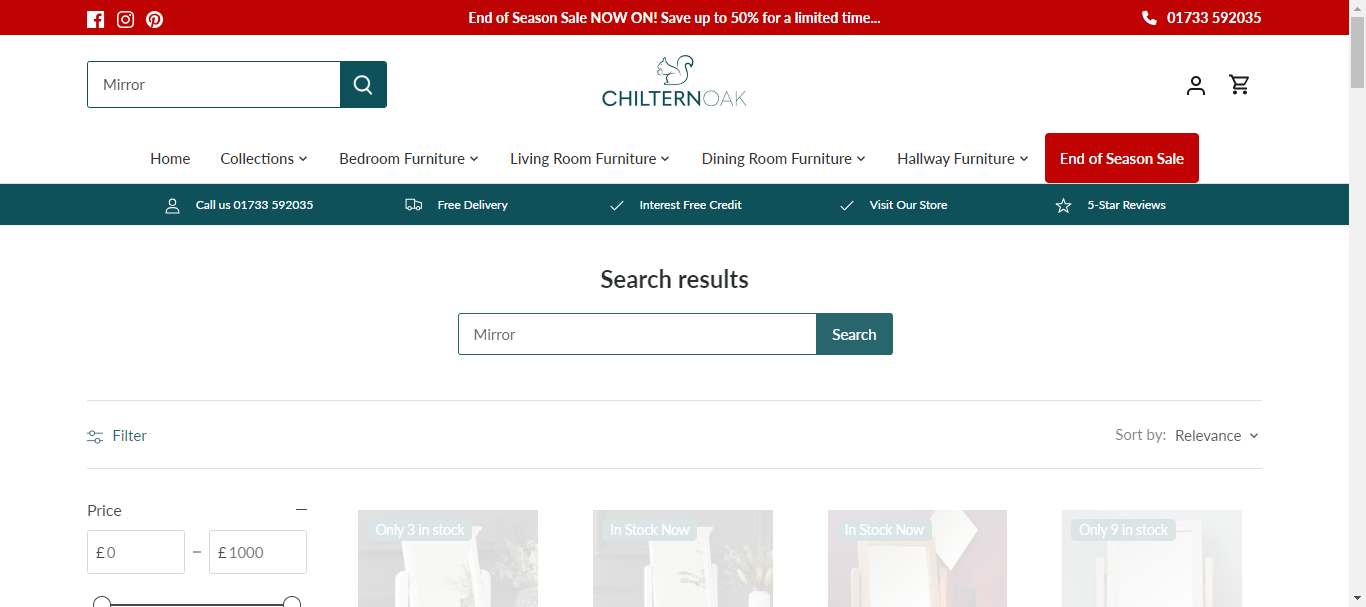 End of Season Sale NOW ON! Save up to 50% for a limited time...
01733 592035
Mirror
CHILTERNOAK
Home
Collections
Bedroom Furniture
Living Room Furniture
Dining Room Furniture
Hallway Furniture
End of Season Sale
Call us 01733 592035
Free Delivery
Interest Free Credit
Visit Our Store
5-Star Reviews
Search results
Mirror
Search
Filter
Sort by: Relevance
Price
£0 – £1000
Only 3 in stock
In Stock Now
In Stock Now
Only 9 in stock